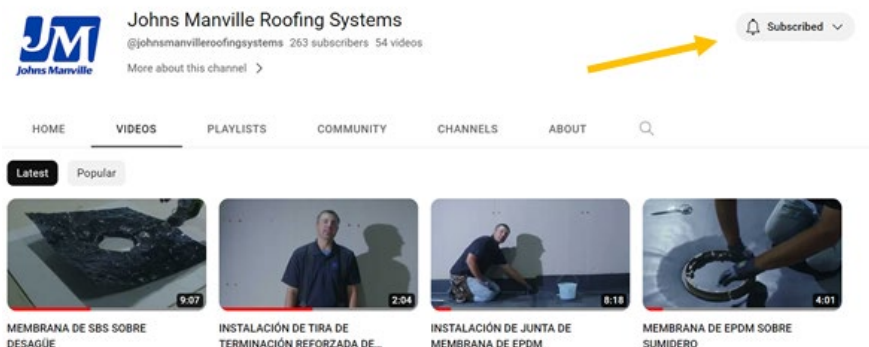 JM
Johns Manville
Johns Manville Roofing Systems
@johnsmanvilleroofingsystems 263 subscribers 54 videos
More about this channel >
Subscribed
HOME VIDEOS PLAYLISTS COMMUNITY CHANNELS ABOUT
Latest Popular
9:07 2:04 8:18 4:01
MEMBRANA DE SBS SOBRE
DESAGÜE
INSTALACIÓN DE TIRA DE
TERMINACIÓN REFORZADA DE...
INSTALACIÓN DE JUNTA DE
MEMBRANA DE EPDM
MEMBRANA DE EPDM SOBRE
SUMIDERO